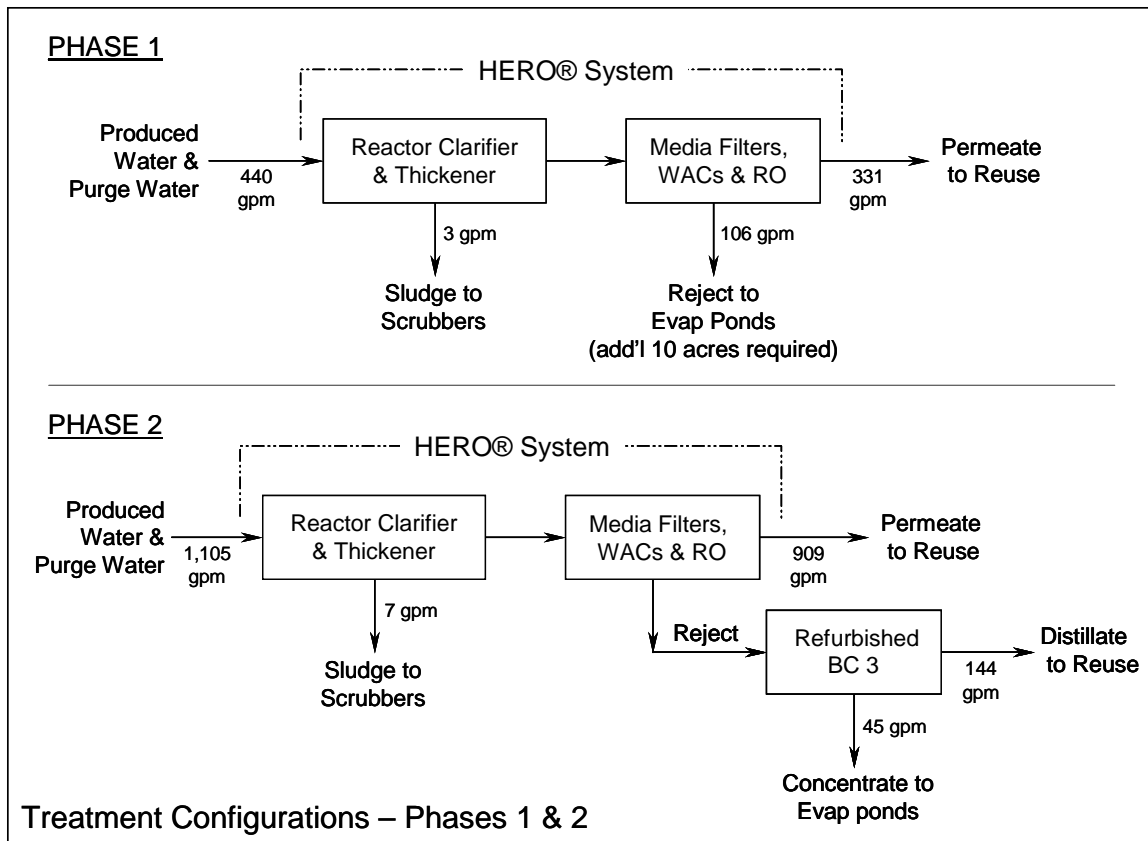 PHASE 1
HERO® System
Produced
Water &
Purge Water
440
gpm
Reactor Clarifier
& Thickener
Media Filters,
WACs & RO
331
gpm
Permeate
to Reuse
3 gpm
106 gpm
Sludge to
Scrubbers
Reject to
Evap Ponds
(add'l 10 acres required)
PHASE 2
HERO® System
Produced
Water &
Purge Water
1,105
gpm
Reactor Clarifier
& Thickener
Media Filters,
WACs & RO
909
gpm
Permeate
to Reuse
7 gpm
Sludge to
Scrubbers
Reject
Refurbished
BC 3
144
gpm
Distillate
to Reuse
45 gpm
Concentrate to
Evap ponds
Treatment Configurations – Phases 1 & 2